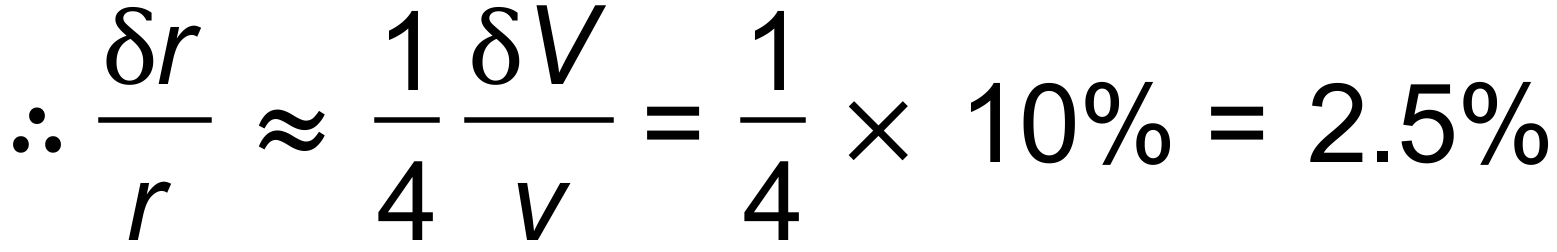 ∴ δr/r ≈ 1/4 δV/v = 1/4 × 10% = 2.5%